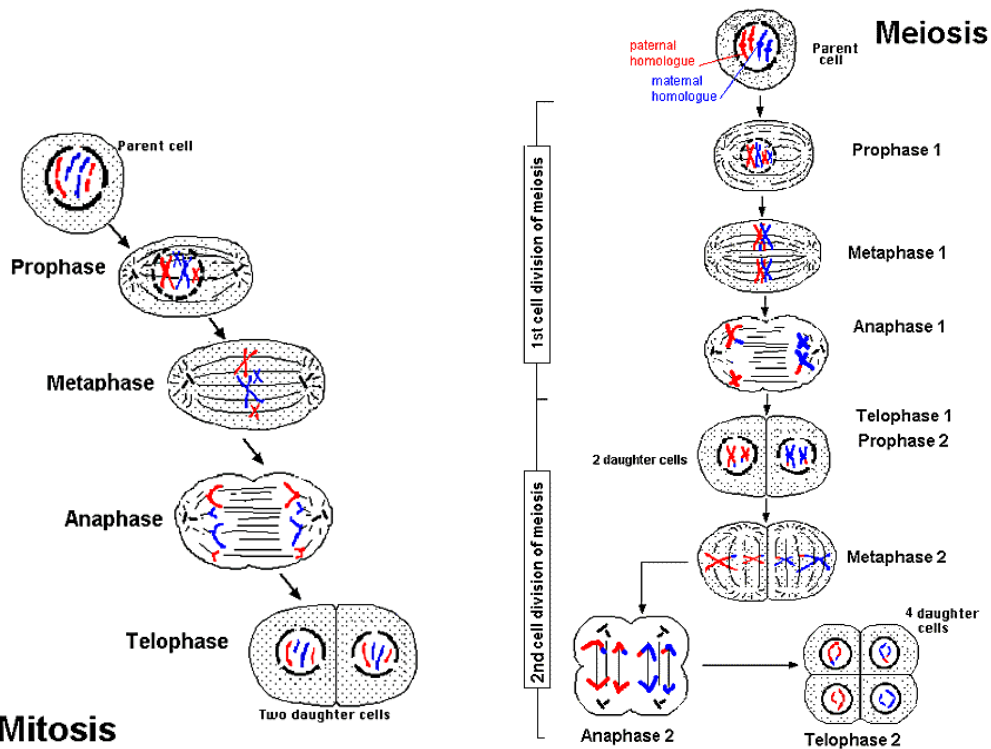 Meiosis
paternal
homologue
maternal
homologue
Parent
cell
Prophase 1
Metaphase 1
Anaphase 1
Telophase 1
Prophase 2
2 daughter cells
Metaphase 2
4 daughter
cells
Anaphase 2
Telophase 2
1st cell division of meiosis
2nd cell division of meiosis
Parent cell
Prophase
Metaphase
Anaphase
Telophase
Two daughter cells
Mitosis